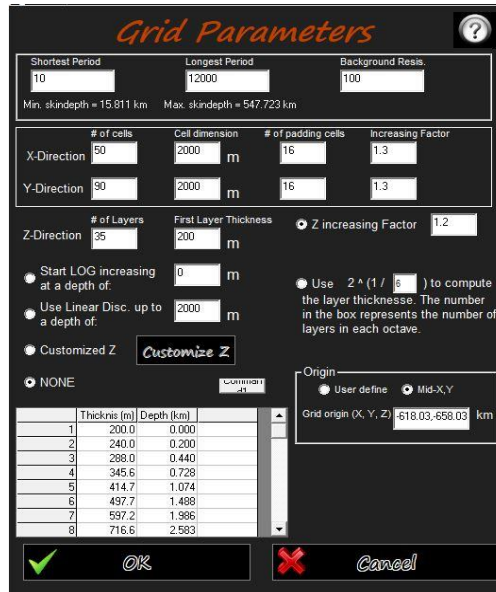 Grid Parameters
?
Shortest Period Longest Period Background Resis.
10 12000 100
Min. skindepth = 15.811 km Max. skindepth = 547.723 km
# of cells Cell dimension # of padding cells Increasing Factor
X-Direction 50 2000 m 16 1.3
Y-Direction 90 2000 m 16 1.3
# of Layers First Layer Thickness
Z-Direction 35 200 m
Z increasing Factor 1.2
Start LOG increasing at a depth of: 0 m
Use Linear Disc. up to a depth of: 2000 m
Use 2 ^ (1 / 6 ) to compute
the layer thicknesse. The number
in the box represents the number of
layers in each octave.
Customized Z Customize Z
NONE
Origin
User define Mid-X,Y
Grid origin (X, Y, Z) -618.03,-658.03 km
Thicknis (m) Depth (km)
1 200.0 0.000
2 240.0 0.200
3 288.0 0.440
4 345.6 0.728
5 414.7 1.074
6 497.7 1.488
7 597.2 1.986
8 716.6 2.583
OK Cancel